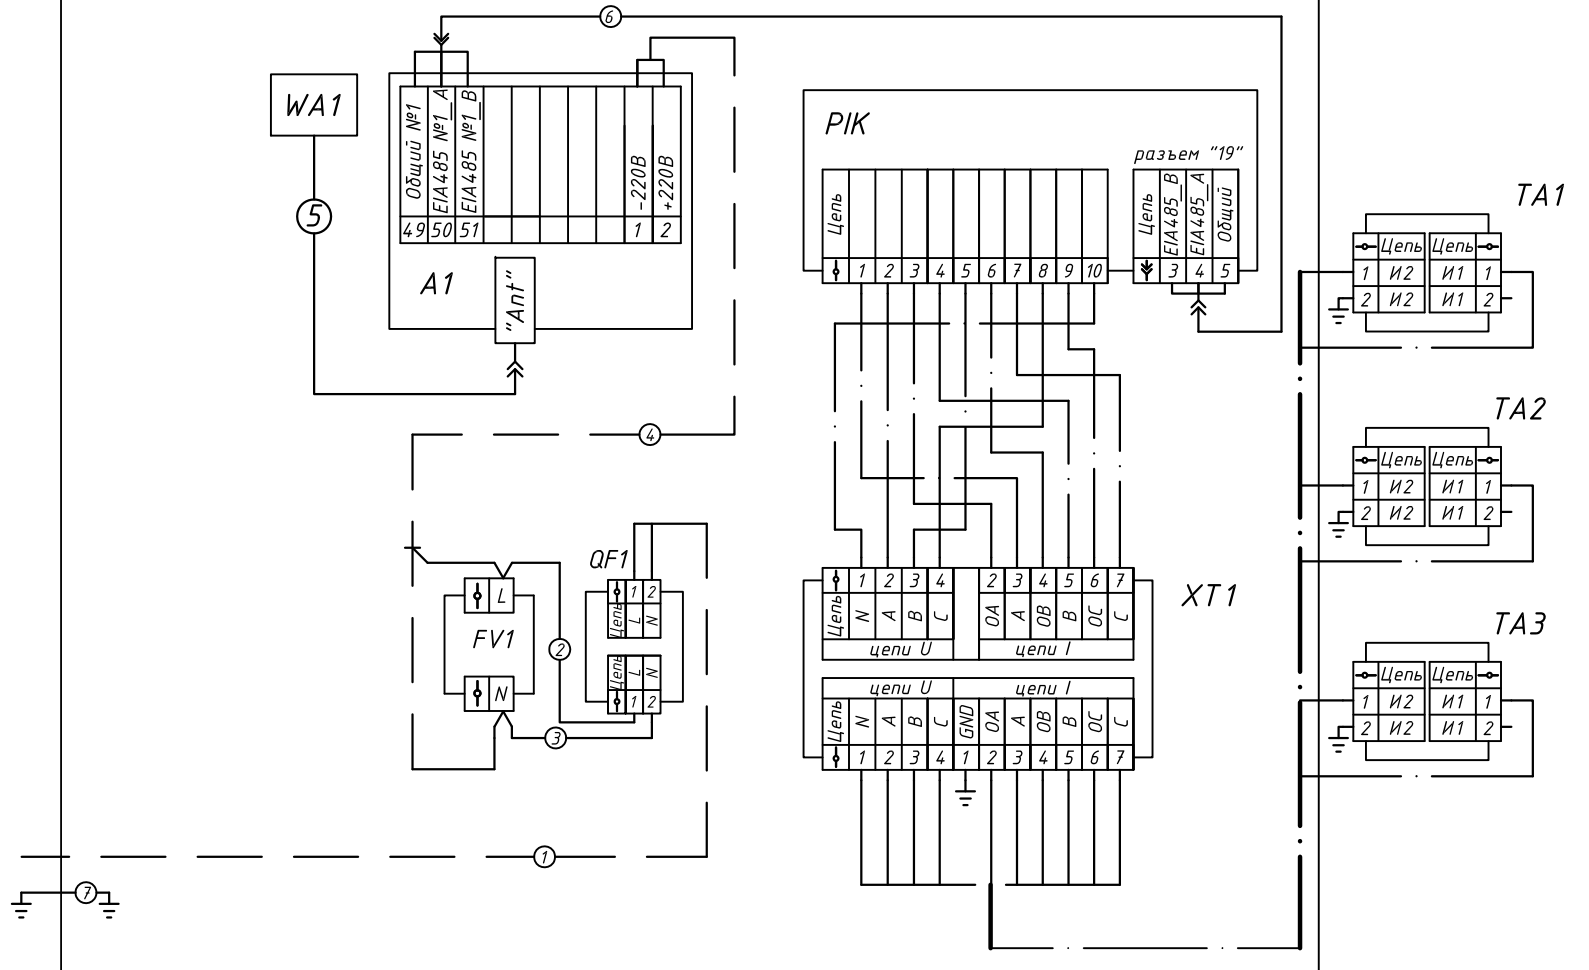 6
WA1
Общий №1
EIA485 №1_A
EIA485 №1_B
-220В
+220В
49 50 51 1 2
A1
"Ant"
5
4
PIK
разъем "19"
Цепь
1 2 3 4 5 6 7 8 9 10
Цепь
EIA485_B
EIA485_A
Общий
3 4 5
TA1
Цепь Цепь
1 И2 И1 1
2 И2 И1 2
TA2
Цепь Цепь
1 И2 И1 1
2 И2 И1 2
TA3
Цепь Цепь
1 И2 И1 1
2 И2 И1 2
QF1
1 2
Цепь L N
Цепь L N
1 2
L
FV1
N
2
3
XT1
1 2 3 4 2 3 4 5 6 7
Цепь N A B C OA A OB B OC C
цепи U цепи I
цепи U цепи I
Цепь N A B C GND OA A OB B OC C
1 2 3 4 1 2 3 4 5 6 7
1
7